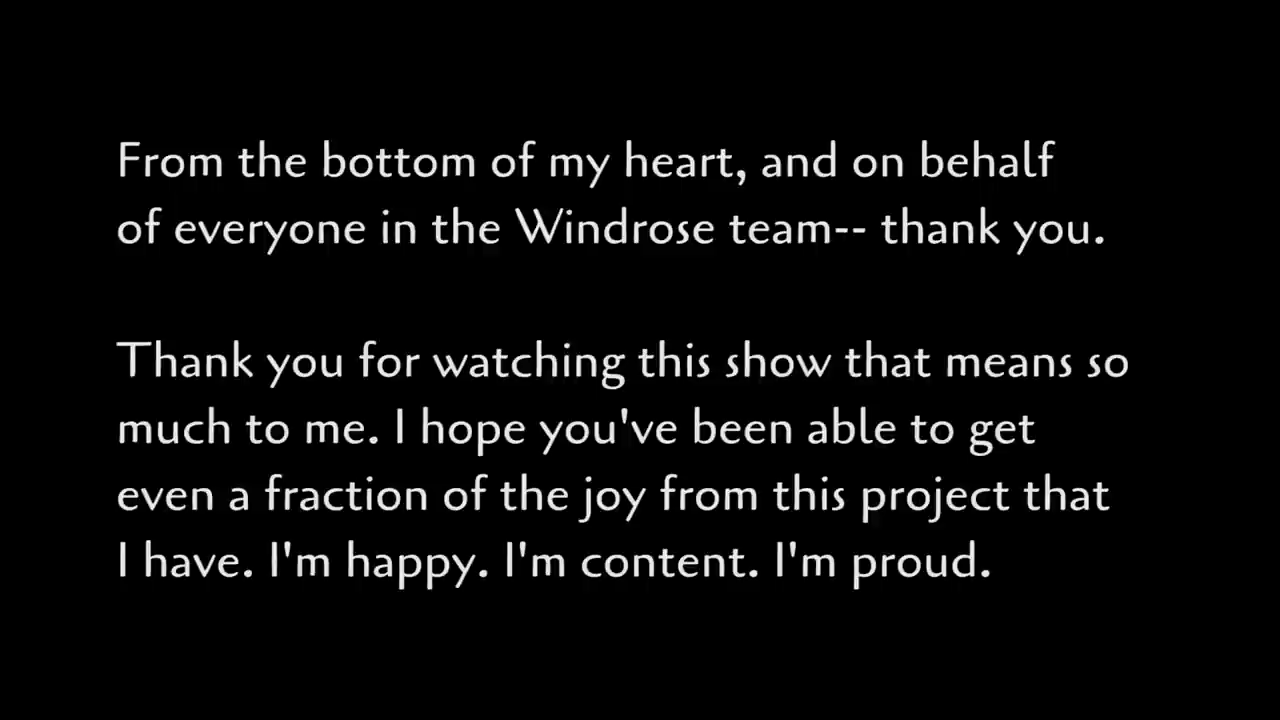 From the bottom of my heart, and on behalf
of everyone in the Windrose team-- thank you.
Thank you for watching this show that means so
much to me. I hope you've been able to get
even a fraction of the joy from this project that
I have. I'm happy. I'm content. I'm proud.